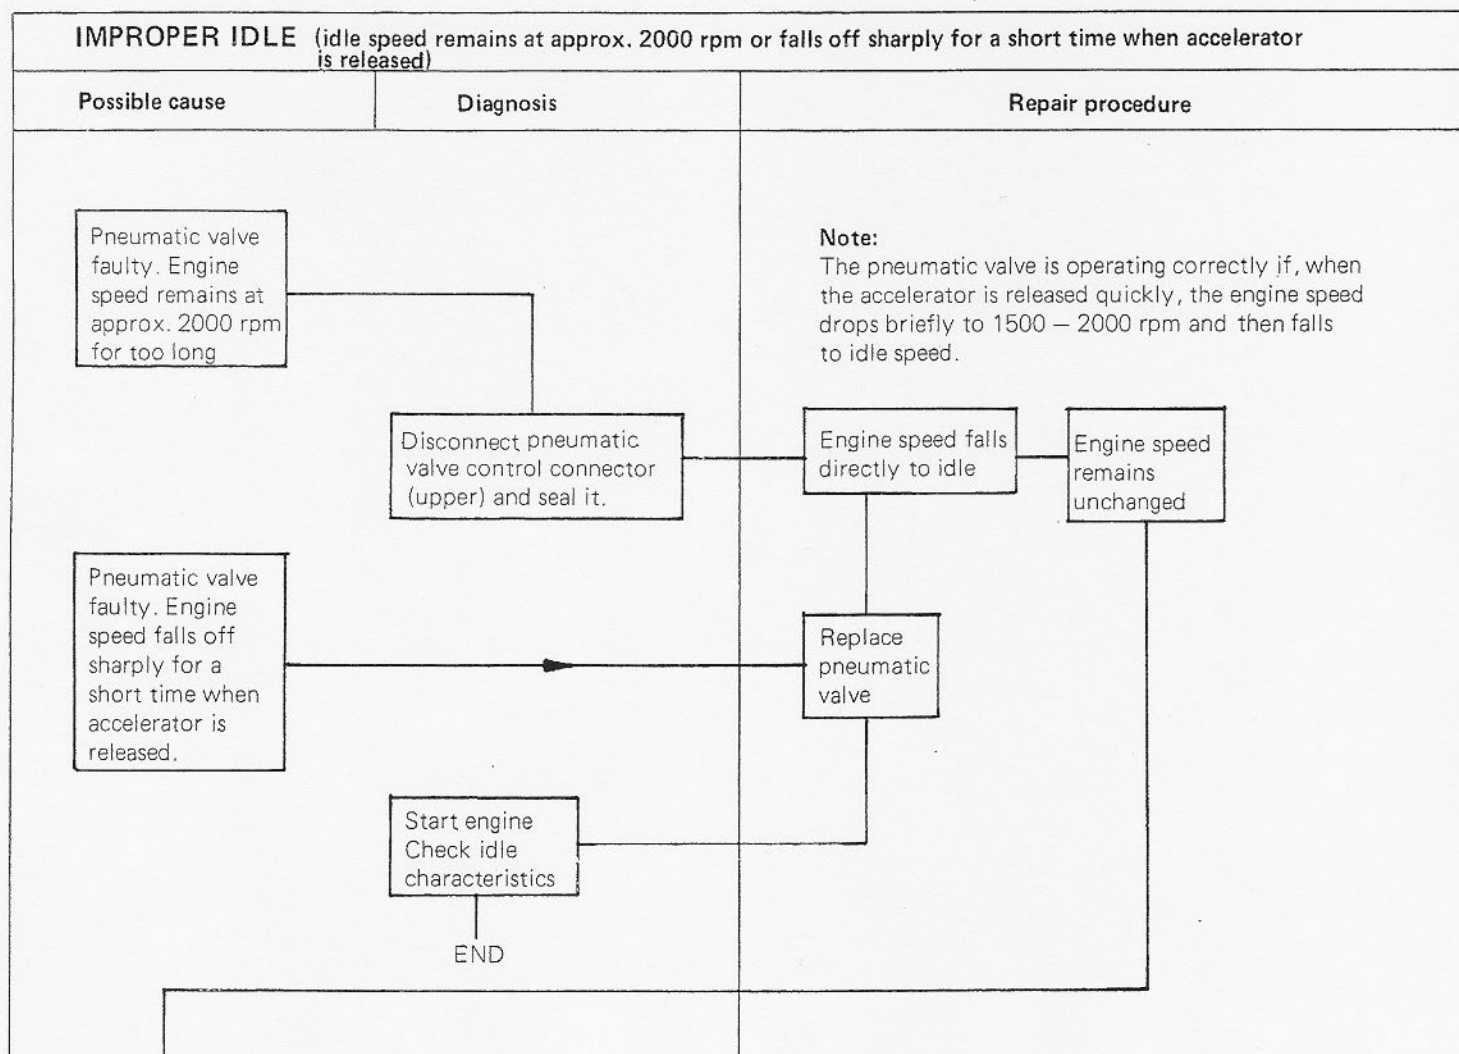 IMPROPER IDLE (idle speed remains at approx. 2000 rpm or falls off sharply for a short time when accelerator
is released)
Possible cause
Diagnosis
Repair procedure
Pneumatic valve
faulty. Engine
speed remains at
approx. 2000 rpm
for too long
Note:
The pneumatic valve is operating correctly if, when
the accelerator is released quickly, the engine speed
drops briefly to 1500 – 2000 rpm and then falls
to idle speed.
Disconnect pneumatic
valve control connector
(upper) and seal it.
Engine speed falls
directly to idle
Engine speed
remains
unchanged
Pneumatic valve
faulty. Engine
speed falls off
sharply for a
short time when
accelerator is
released.
Replace
pneumatic
valve
Start engine
Check idle
characteristics
END